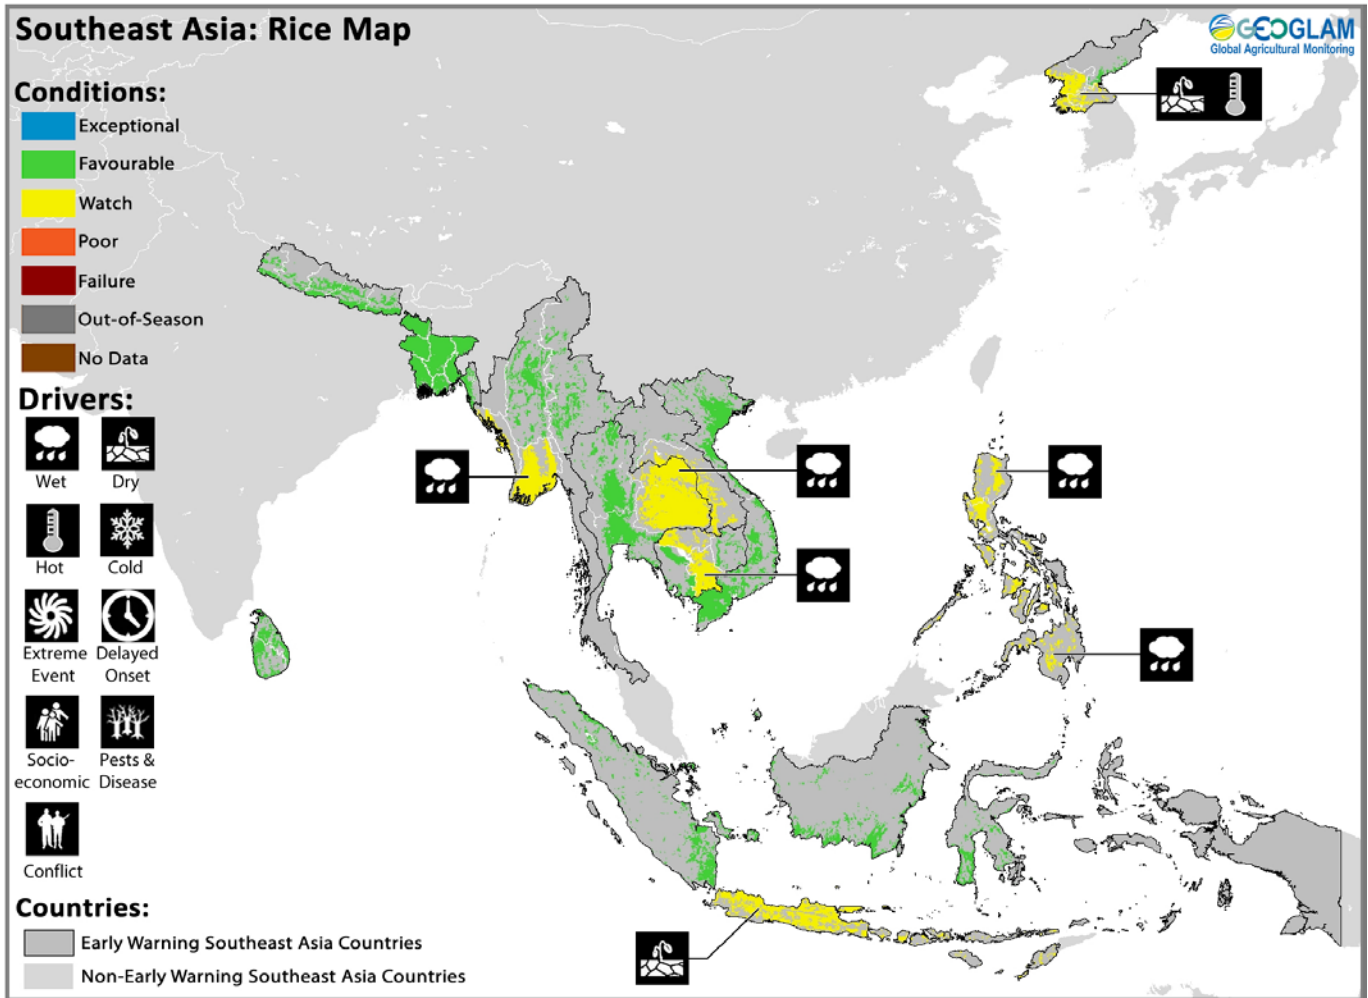 Southeast Asia: Rice Map
GEOGLAM
Global Agricultural Monitoring
Conditions:
Exceptional
Favourable
Watch
Poor
Failure
Out-of-Season
No Data
Drivers:
Wet
Dry
Hot
Cold
Extreme
Event
Delayed
Onset
Socio-
economic
Pests &
Disease
Conflict
Countries:
Early Warning Southeast Asia Countries
Non-Early Warning Southeast Asia Countries